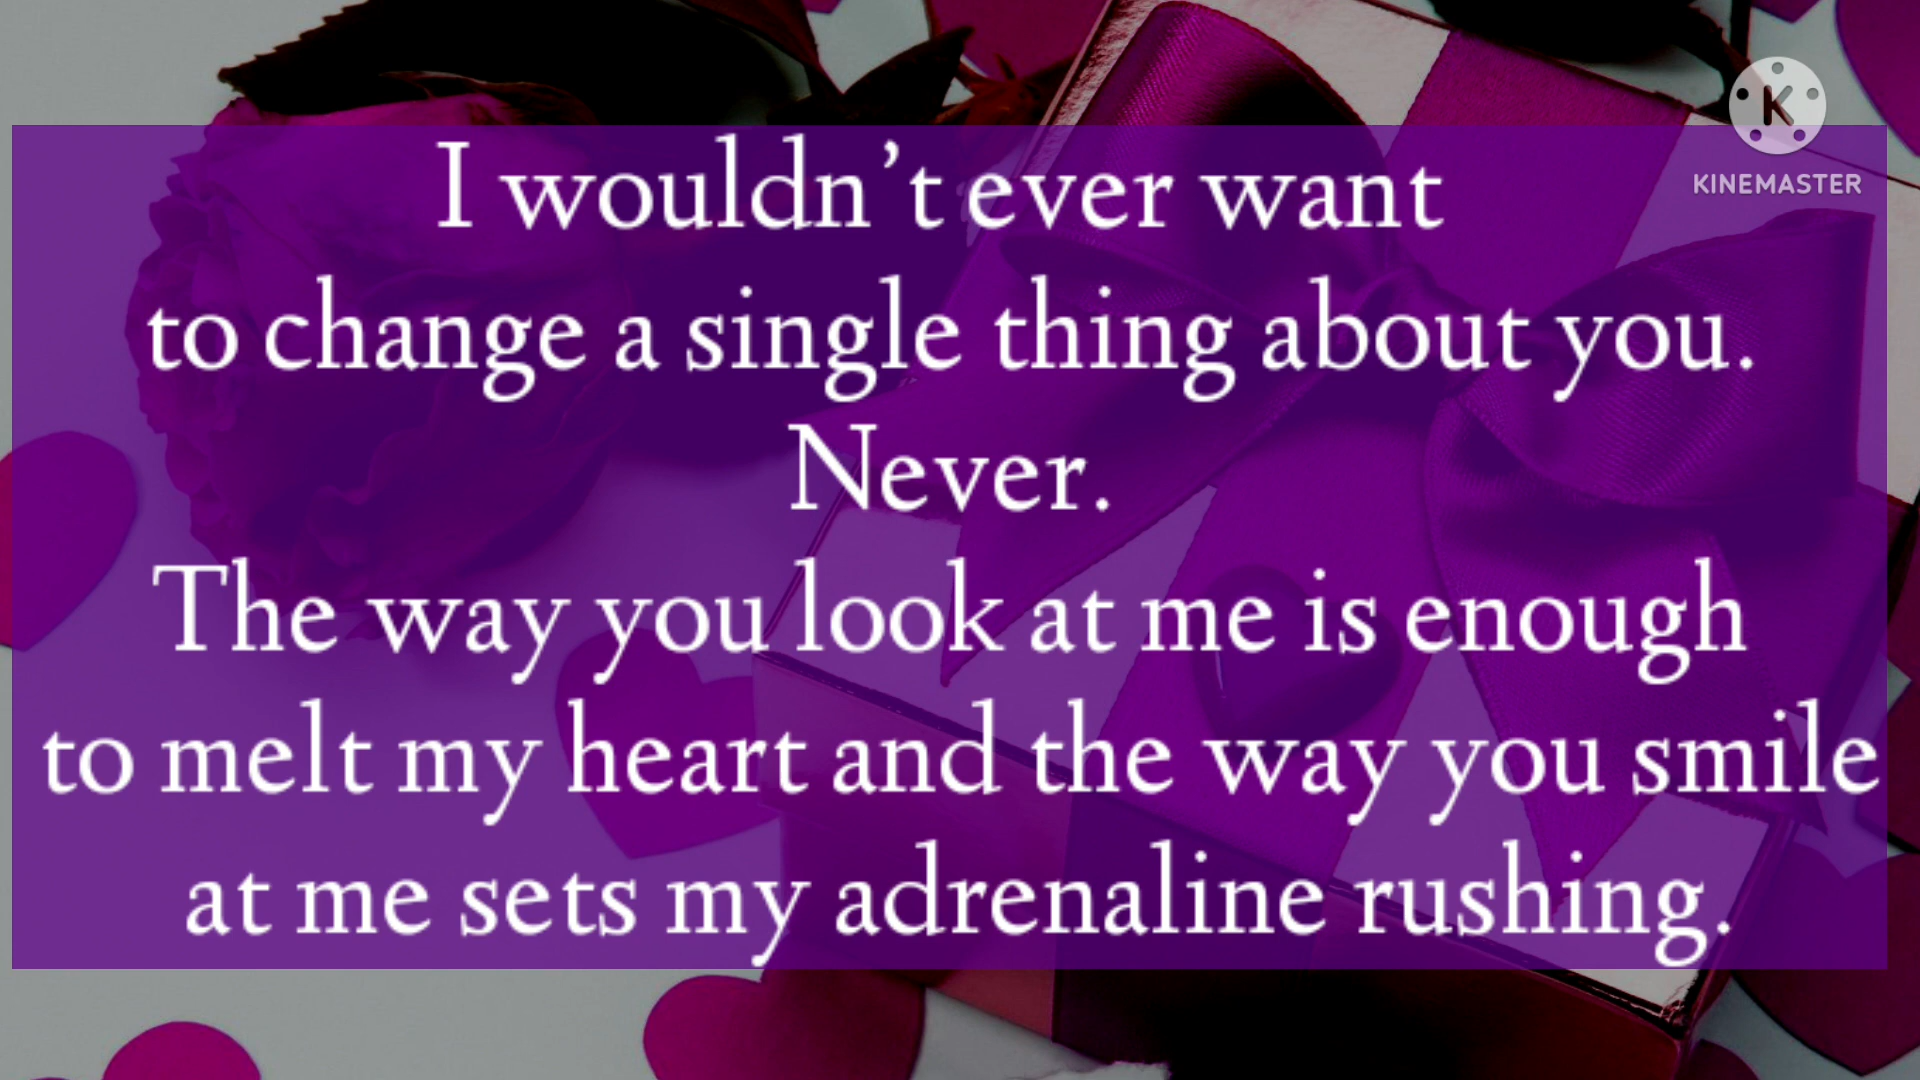 K
KINEMASTER
I wouldn't ever want
to change a single thing about you.
Never.
The way you look at me is enough
to melt my heart and the way you smile
at me sets my adrenaline rushing.